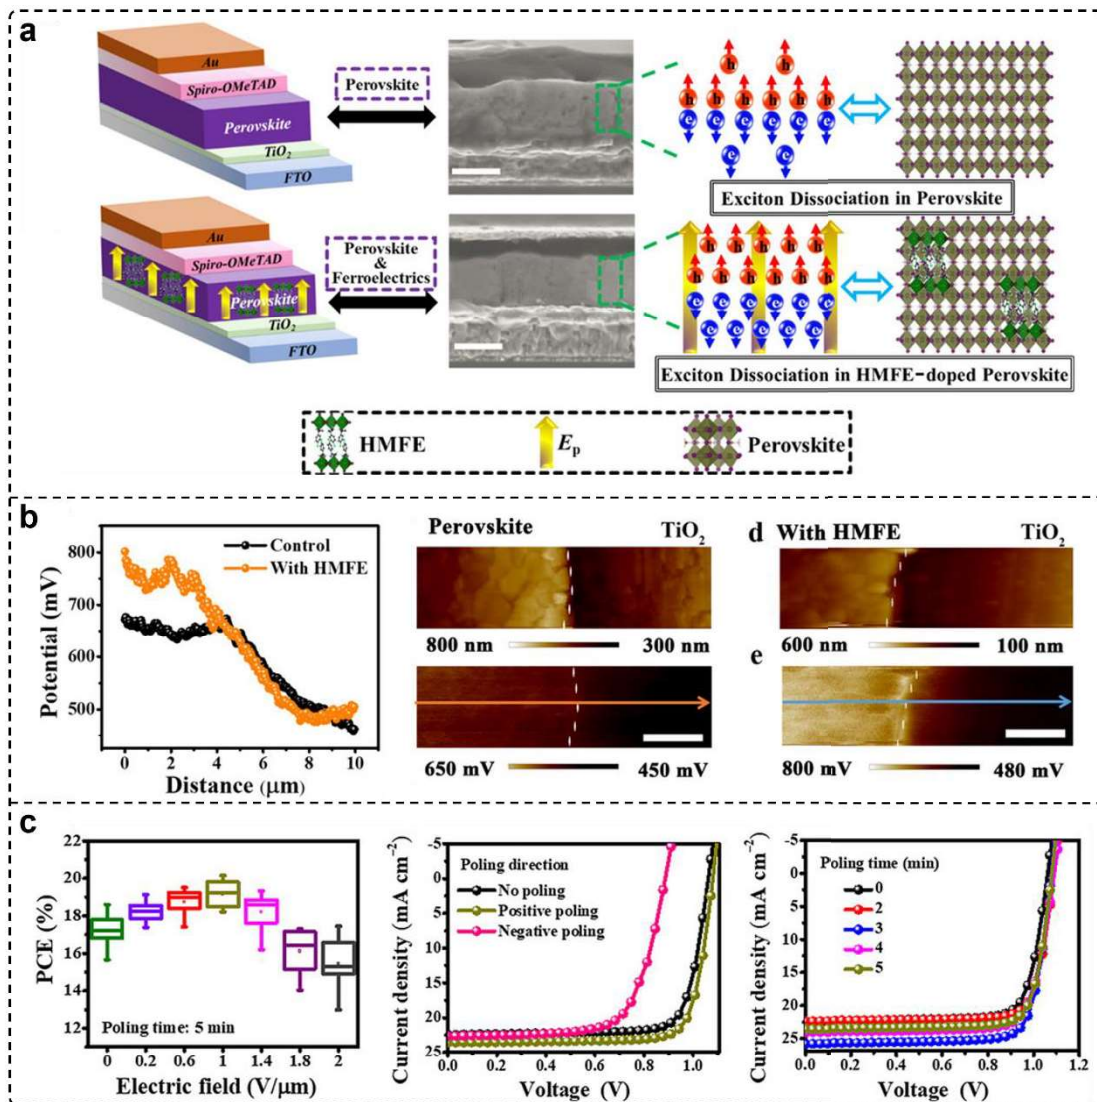 a
Au
Spiro-OMeTAD
Perovskite
TiO2
FTO
Perovskite
h h
h h h h h h
e e e e e e
e e
Exciton Dissociation in Perovskite
Au
Spiro-OMeTAD
Perovskite
TiO2
FTO
Perovskite
&
Ferroelectrics
h h h h h
h h h h h h
e e e e e e
e e e e e
Exciton Dissociation in HMFE-doped Perovskite
HMFE
Ep
Perovskite
b
Potential (mV)
800
700
600
500
Control
With HMFE
0 2 4 6 8 10
Distance (μm)
Perovskite TiO2
800 nm 300 nm
650 mV 450 mV
d With HMFE TiO2
600 nm 100 nm
e
800 mV 480 mV
c
PCE (%)
22
20
18
16
14
12
Poling time: 5 min
0 0.2 0.6 1 1.4 1.8 2
Electric field (V/μm)
Current density (mA cm−2)
-5
0
5
10
15
20
25
Poling direction
No poling
Positive poling
Negative poling
0.0 0.2 0.4 0.6 0.8 1.0
Voltage (V)
Current density (mA cm−2)
-5
0
5
10
15
20
25
Poling time (min)
0
2
3
4
5
0.0 0.2 0.4 0.6 0.8 1.0 1.2
Voltage (V)